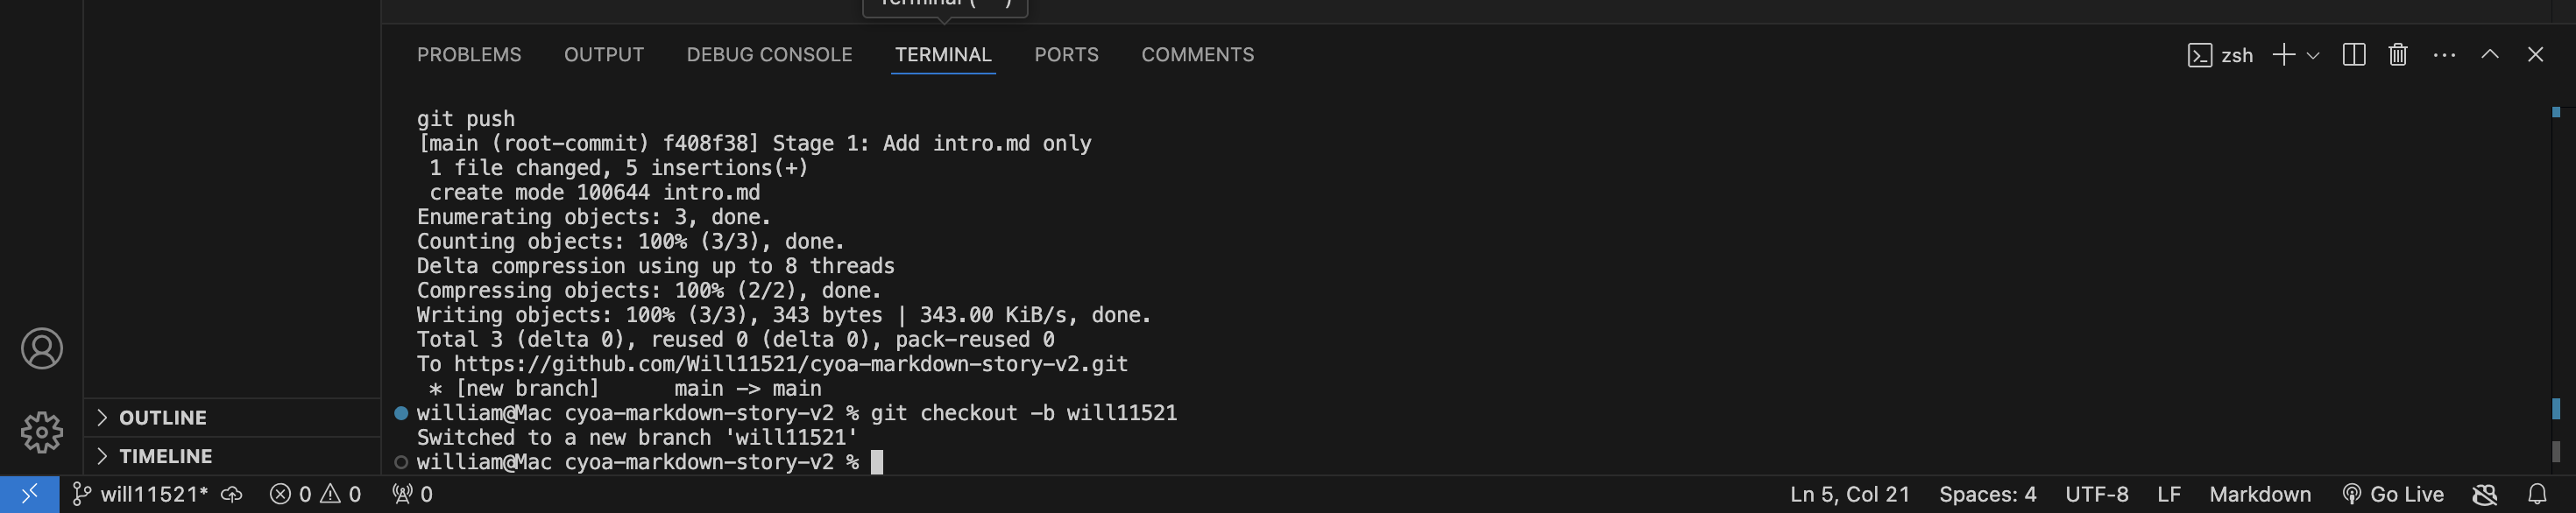 PROBLEMS OUTPUT DEBUG CONSOLE TERMINAL PORTS COMMENTS zsh
git push
[main (root-commit) f408f38] Stage 1: Add intro.md only
 1 file changed, 5 insertions(+)
 create mode 100644 intro.md
Enumerating objects: 3, done.
Counting objects: 100% (3/3), done.
Delta compression using up to 8 threads
Compressing objects: 100% (2/2), done.
Writing objects: 100% (3/3), 343 bytes | 343.00 KiB/s, done.
Total 3 (delta 0), reused 0 (delta 0), pack-reused 0
To https://github.com/Will11521/cyoa-markdown-story-v2.git
 * [new branch]      main -> main
william@Mac cyoa-markdown-story-v2 % git checkout -b will11521
Switched to a new branch 'will11521'
william@Mac cyoa-markdown-story-v2 %
OUTLINE
TIMELINE
will11521* 0 0 0 Ln 5, Col 21 Spaces: 4 UTF-8 LF Markdown Go Live